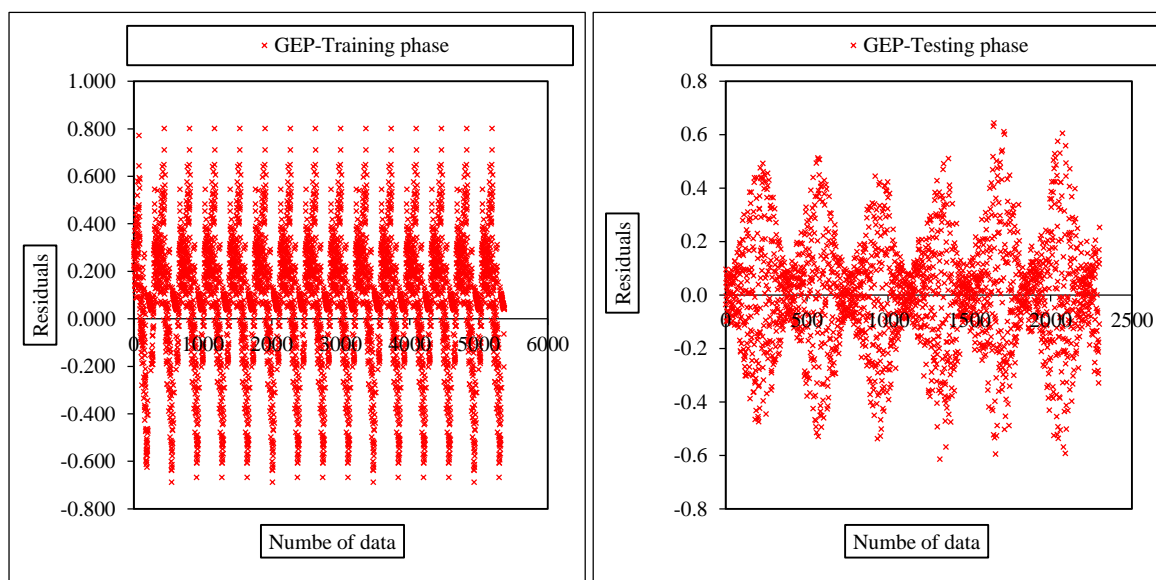 GEP-Training phase
1.000
0.800
0.600
0.400
0.200
0.000
-0.200
-0.400
-0.600
-0.800
0 1000 2000 3000 4000 5000 6000
Residuals
Numbe of data
GEP-Testing phase
0.8
0.6
0.4
0.2
0.0
-0.2
-0.4
-0.6
-0.8
0 500 1000 1500 2000 2500
Residuals
Numbe of data